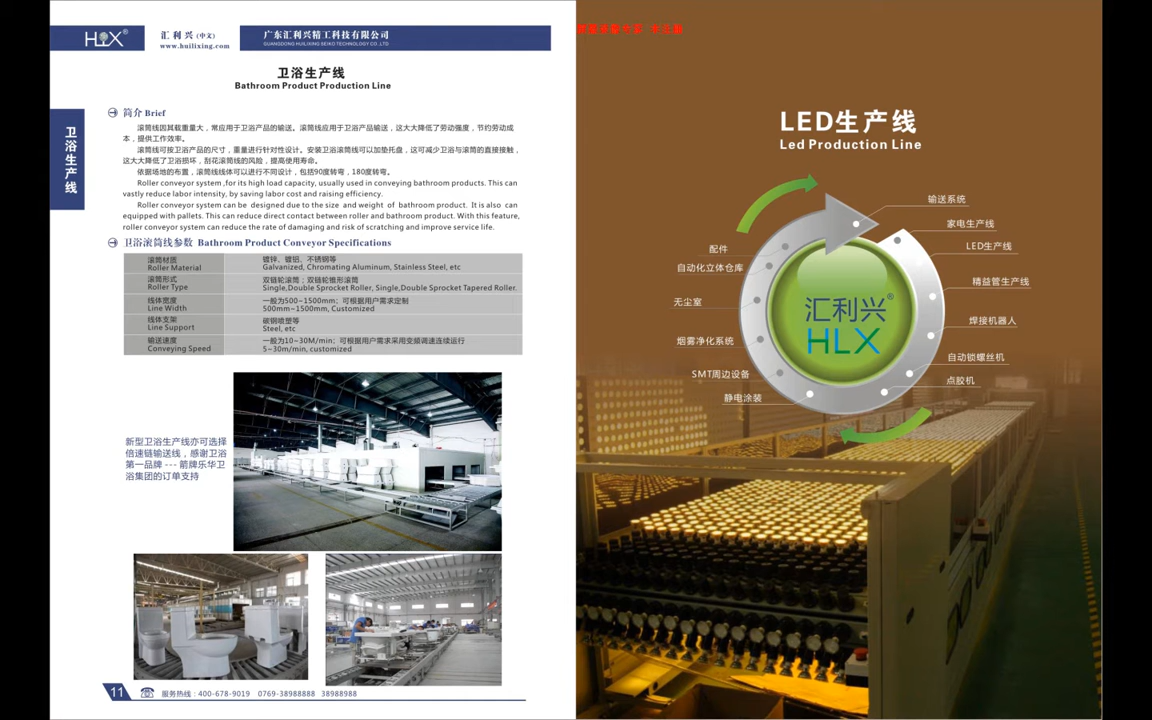 HLX®
汇利兴(中文)
www.huilixing.com
广东汇利兴精工科技有限公司
GUANGDONG HUILIXING SEIKO TECHNOLOGY CO.,LTD
卫浴生产线
Bathroom Product Production Line
卫浴生产线
简介 Brief
滚筒线因其载重量大，常应用于卫浴产品的输送。滚筒线应用于卫浴产品输送，这大大降低了劳动强度，节约劳动成
本，提供工作效率。
滚筒线可按卫浴产品的尺寸，重量进行针对性设计。安装卫浴滚筒线可以加垫托盘，这可减少卫浴与滚筒的直接接触，
这大大降低了卫浴损坏，刮花滚筒线的风险，提高使用寿命。
依据场地的布置，滚筒线线体可以进行不同设计，包括90度转弯，180度转弯。
Roller conveyor system ,for its high load capacity, usually used in conveying bathroom products. This can
vastly reduce labor intensity, by saving labor cost and raising efficiency.
Roller conveyor system can be designed due to the size and weight of bathroom product. It is also can
equipped with pallets. This can reduce direct contact between roller and bathroom product. With this feature,
roller conveyor system can reduce the rate of damaging and risk of scratching and improve service life.
卫浴滚筒线参数 Bathroom Product Conveyor Specifications
滚筒材质
Roller Material
镀锌、镀铝、不锈钢等
Galvanized, Chromating Aluminum, Stainless Steel, etc
滚筒形式
Roller Type
双链轮滚筒；双链轮锥形滚筒
Single,Double Sprocket Roller, Single,Double Sprocket Tapered Roller.
线体宽度
Line Width
一般为500~1500mm；可根据用户需求定制
500mm~1500mm, Customized
线体支架
Line Support
碳钢喷塑等
Steel, etc
输送速度
Conveying Speed
一般为10~30M/min；可根据用户需求采用变频调速连续运行
5~30m/min, customized
新型卫浴生产线亦可选择
倍速链输送线，感谢卫浴
第一品牌 --- 箭牌乐华卫
浴集团的订单支持
11
服务热线：400-678-9019 0769-38988888 38988988
LED生产线
Led Production Line
输送系统
家电生产线
LED生产线
精益管生产线
焊接机器人
自动锁螺丝机
点胶机
配件
自动化立体仓库
无尘室
烟雾净化系统
SMT周边设备
静电涂装
汇利兴®
HLX